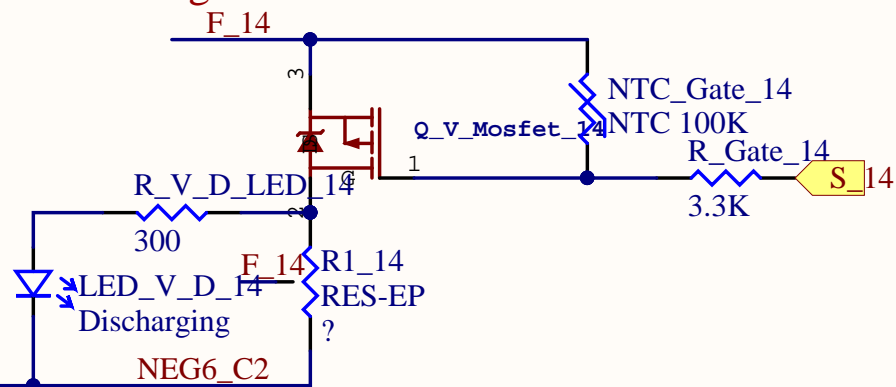 F_14
3
NTC_Gate_14
NTC 100K
Q_V_Mosfet_14
1
G
R_Gate_14
3.3K
S_14
R_V_D_LED_14
300
2
F_14
R1_14
RES-EP
?
LED_V_D_14
Discharging
NEG6_C2